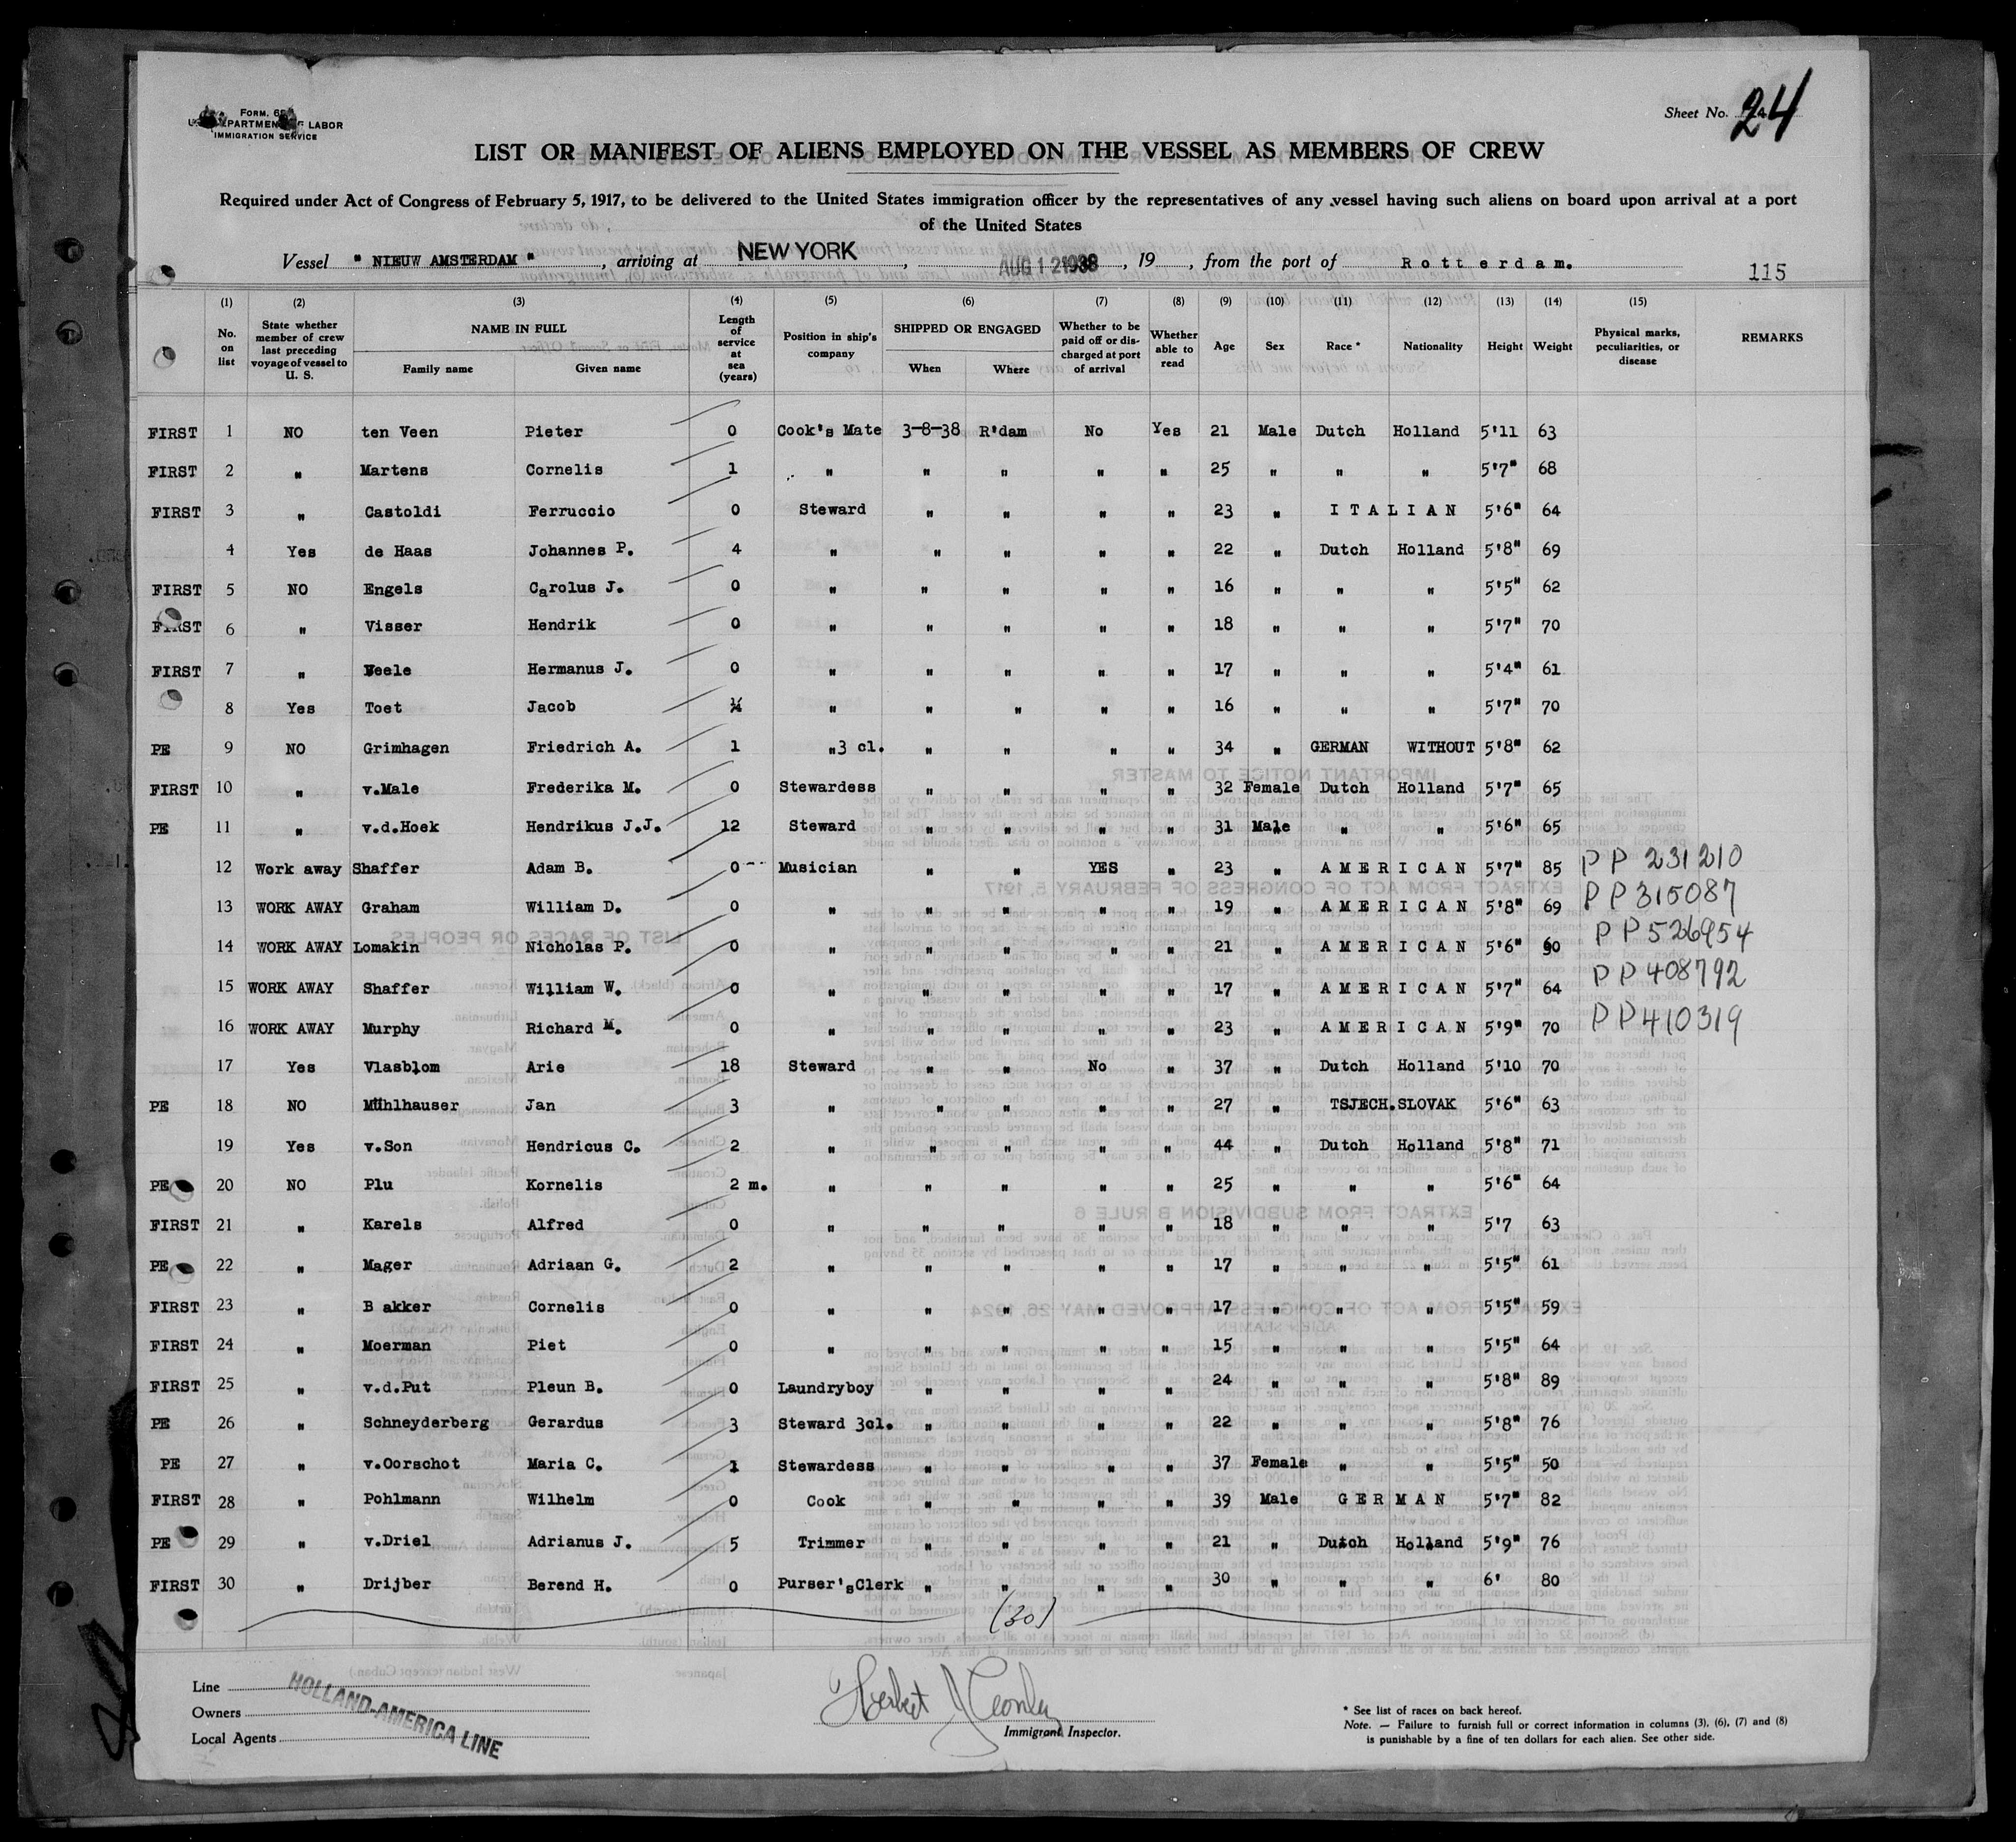 FORM. 68
DEPARTMENT OF LABOR
IMMIGRATION SERVICE
Sheet No. 24
LIST OR MANIFEST OF ALIENS EMPLOYED ON THE VESSEL AS MEMBERS OF CREW
Required under Act of Congress of February 5, 1917, to be delivered to the United States immigration officer by the representatives of any vessel having such aliens on board upon arrival at a port
of the United States
Vessel " NIEUW AMSTERDAM ", arriving at NEW YORK, AUG 12 1938, 19, from the port of Rotterdam.
115
(1) (2) (3) (4) (5) (6) (7) (8) (9) (10) (11) (12) (13) (14) (15)
No. on list
State whether member of crew last preceding voyage of vessel to U. S.
NAME IN FULL
Family name Given name
Length of service at sea (years)
Position in ship's company
SHIPPED OR ENGAGED
When Where
Whether to be paid off or discharged at port of arrival
Whether able to read
Age Sex Race * Nationality Height Weight
Physical marks, peculiarities, or disease
REMARKS
FIRST 1 NO ten Veen Pieter 0 Cook's Mate 3-8-38 R'dam No Yes 21 Male Dutch Holland 5'11 63
FIRST 2 " Martens Cornelis 1 " " " " " 25 " " " 5'7" 68
FIRST 3 " Castoldi Ferruccio 0 Steward " " " " 23 " ITALIAN 5'6" 64
4 Yes de Haas Johannes P. 4 " " " " " 22 " Dutch Holland 5'8" 69
FIRST 5 NO Engels Carolus J. 0 " " " " " 16 " " " 5'5" 62
FIRST 6 " Visser Hendrik 0 " " " " " 18 " " " 5'7" 70
FIRST 7 " Neele Hermanus J. 0 " " " " " 17 " " " 5'4" 61
8 Yes Toet Jacob " " " " " 16 " " " 5'7" 70
PE 9 NO Grimhagen Friedrich A. 1 "3 cl. " " " " 34 " GERMAN WITHOUT 5'8" 62
FIRST 10 " v.Male Frederika M. 0 Stewardess " " " " 32 Female Dutch Holland 5'7" 65
PE 11 " v.d.Hoek Hendrikus J.J. 12 Steward " " " " 31 Male " " 5'6" 65
12 Work away Shaffer Adam B. 0 Musician " " YES " 23 " AMERICAN 5'7" 85 PP 231210
13 WORK AWAY Graham William D. 0 " " " " " 19 " AMERICAN 5'8" 69 PP315087
14 WORK AWAY Lomakin Nicholas P. 0 " " " " " 21 " AMERICAN 5'6" 60 PP526954
15 WORK AWAY Shaffer William W. 0 " " " " " 17 " AMERICAN 5'7" 64 PP408792
16 WORK AWAY Murphy Richard M. 0 " " " " " 23 " AMERICAN 5'9" 70 PP410319
17 Yes Vlasblom Arie 18 Steward " " No " 37 " Dutch Holland 5'10 70
PE 18 NO Mühlhauser Jan 3 " " " " " 27 " TSJECH.SLOVAK 5'6" 63
19 Yes v.Son Hendricus C. 2 " " " " " 44 " Dutch Holland 5'8" 71
PE 20 NO Plu Kornelis 2 m. " " " " " 25 " " " 5'6" 64
FIRST 21 " Karels Alfred 0 " " " " " 18 " " " 5'7 63
PE 22 " Mager Adriaan G. 2 " " " " " 17 " " " 5'5" 61
FIRST 23 " B akker Cornelis 0 " " " " " 17 " " " 5'5" 59
FIRST 24 " Moerman Piet 0 " " " " " 15 " " " 5'5" 64
FIRST 25 " v.d.Put Pleun B. 0 Laundryboy " " " " 24 " " " 5'8" 89
PE 26 " Schneyderberg Gerardus 3 Steward 3cl. " " " " 22 " " " 5'8" 76
PE 27 " v.Oorschot Maria C. 1 Stewardess " " " " 37 Female " " 5'5" 50
FIRST 28 " Pohlmann Wilhelm 0 Cook " " " " 39 Male GERMAN 5'7" 82
PE 29 " v.Driel Adrianus J. 5 Trimmer " " " " 21 " Dutch Holland 5'9" 76
FIRST 30 " Drijber Berend H. 0 Purser's Clerk " " " " 30 " " " 6' 80
(30)
Line
Owners
Local Agents
HOLLAND-AMERICA LINE
Herbert
Immigrant Inspector.
* See list of races on back hereof.
Note. — Failure to furnish full or correct information in columns (3), (6), (7) and (8)
is punishable by a fine of ten dollars for each alien. See other side.